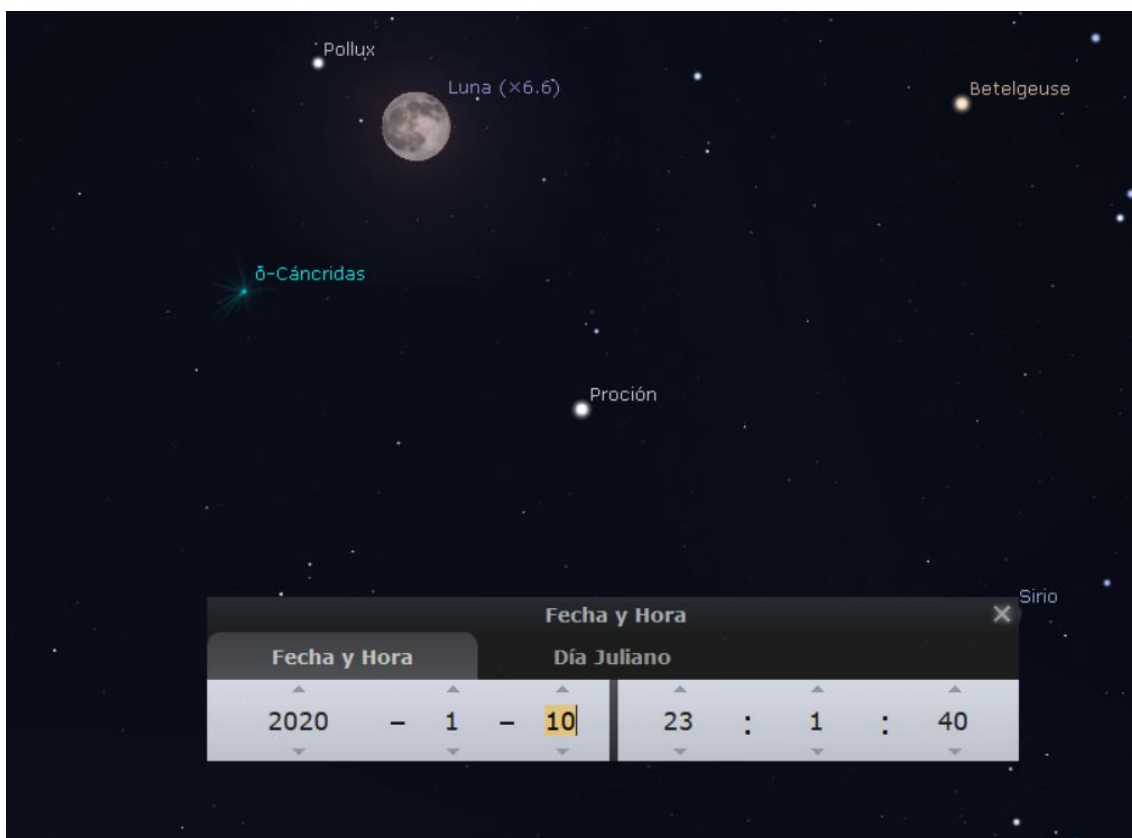 Pollux
Luna (×6.6)
Betelgeuse
δ-Cáncridas
Proción
Sirio
Fecha y Hora
Fecha y Hora Día Juliano
2020 – 1 – 10 23 : 1 : 40